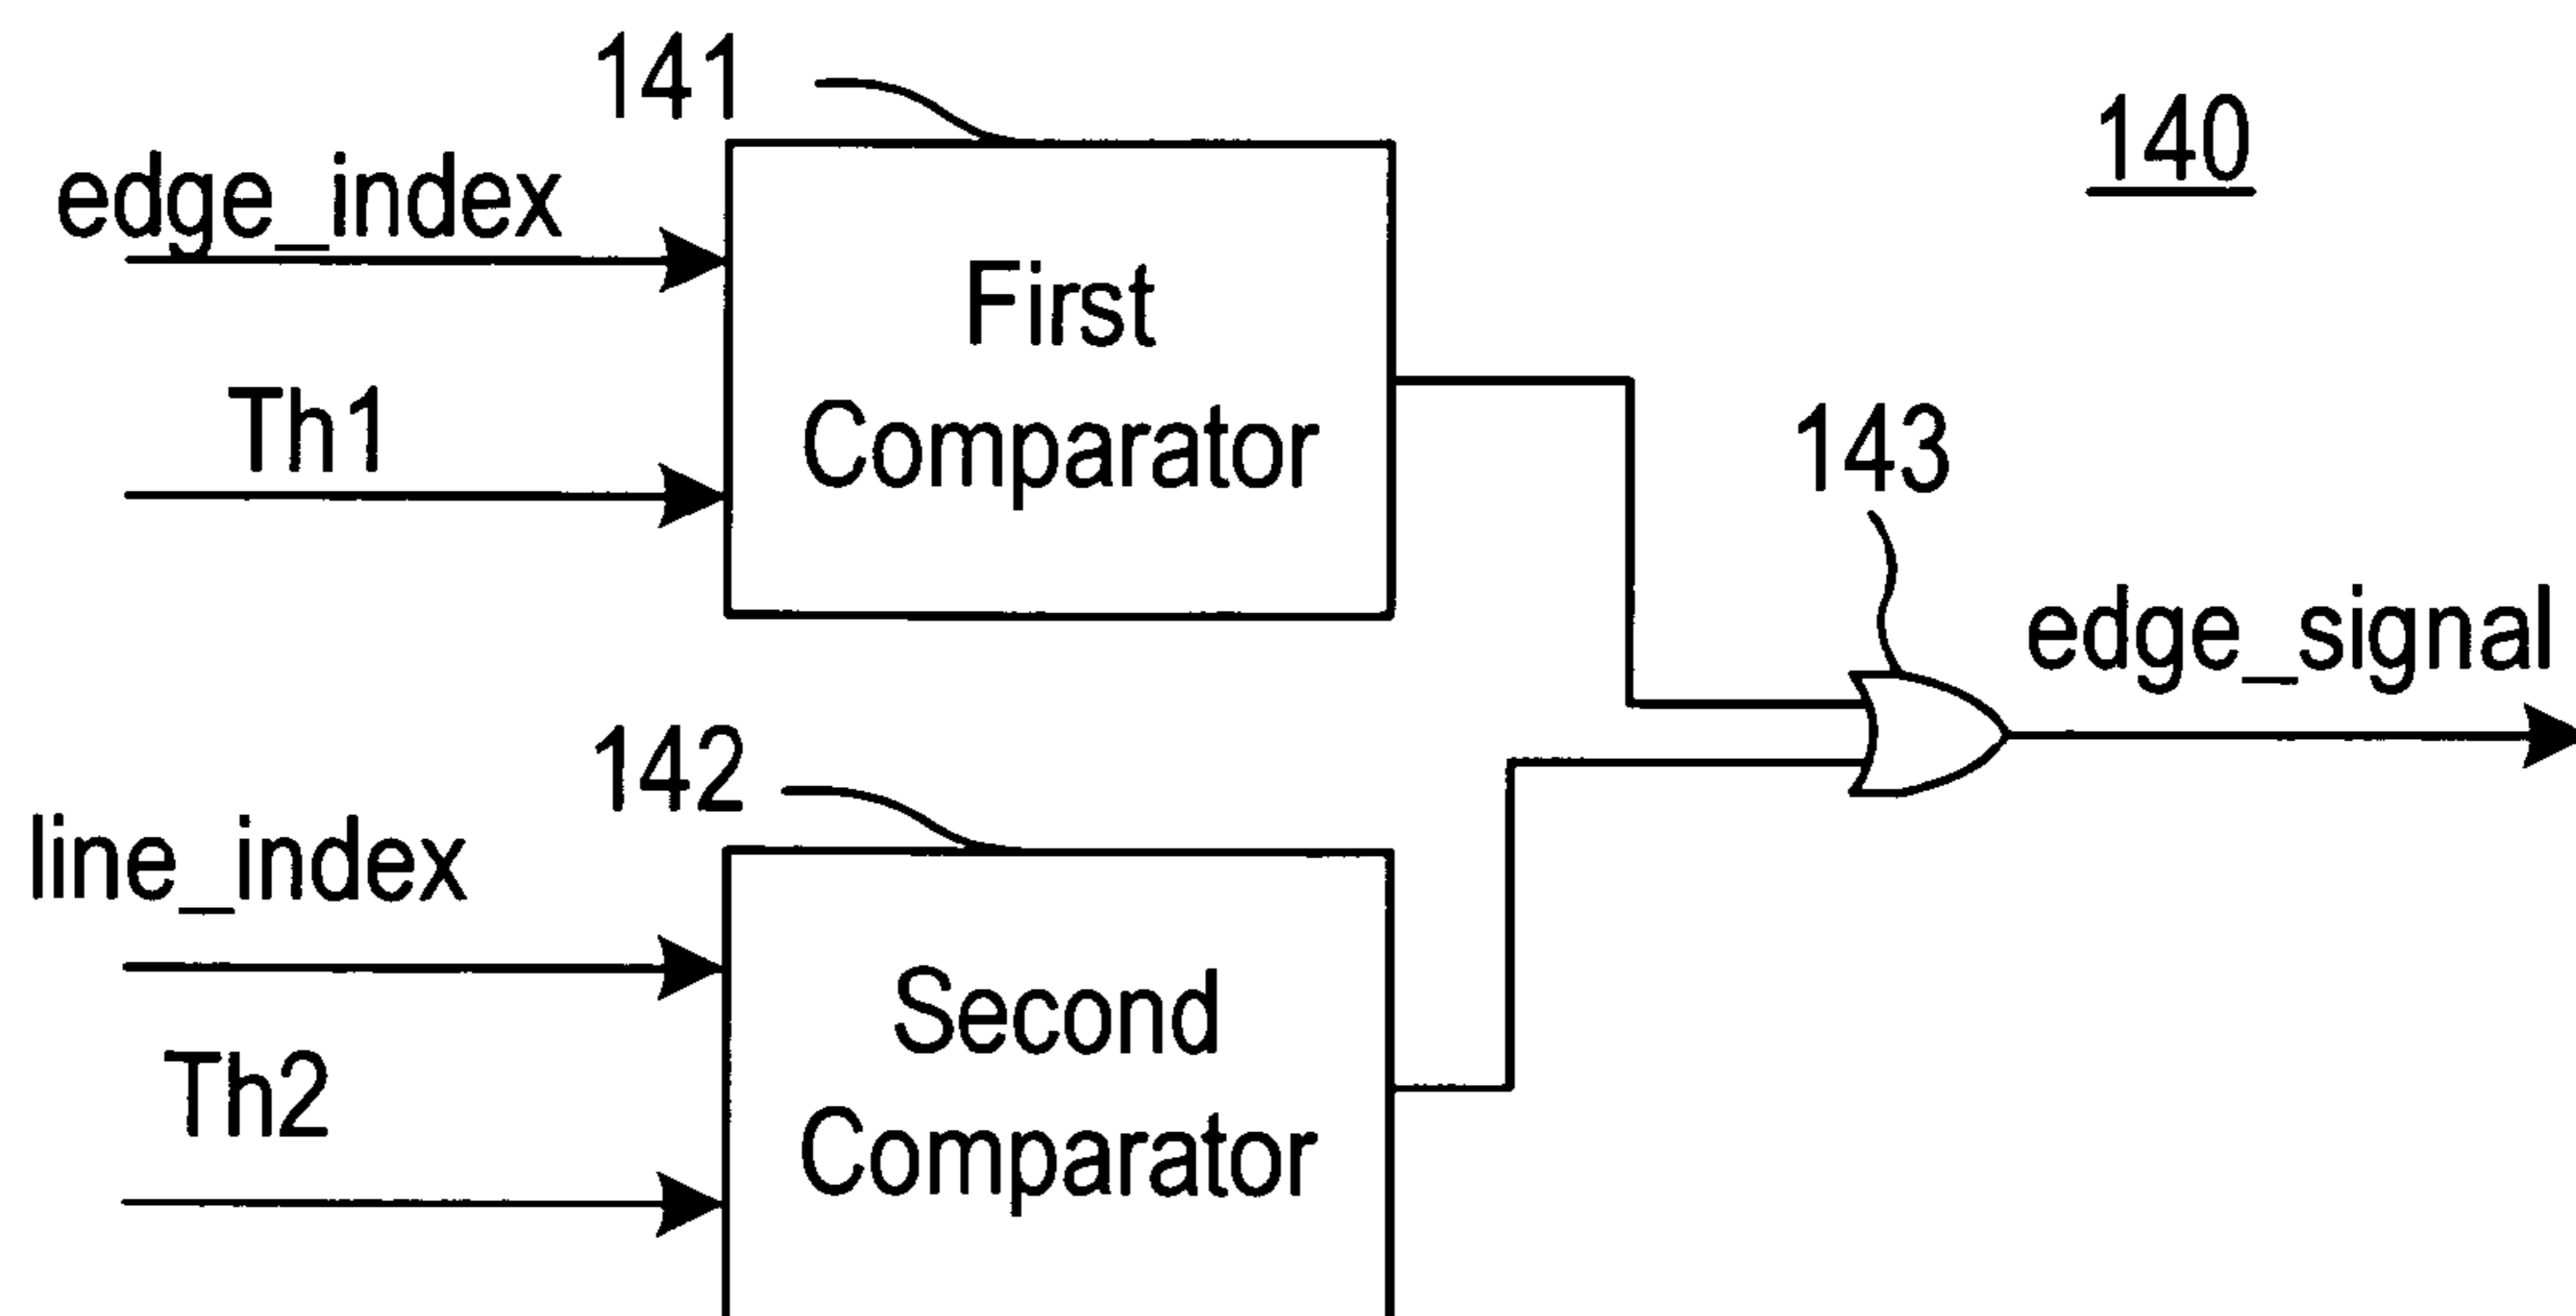 141
140
edge_index
First
Comparator
Th1
143
edge_signal
142
line_index
Second
Comparator
Th2